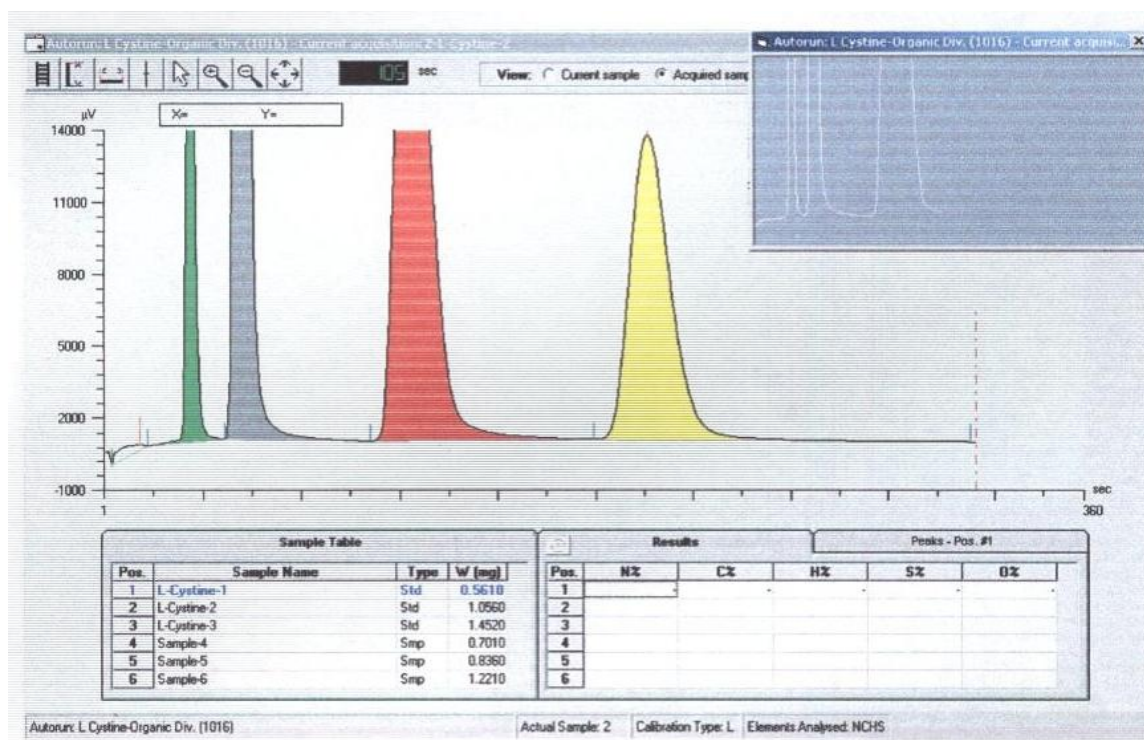 Autorun: L Cystine-Organic Div. (1016) - Current acquisition: 2-L Cystine-2
Autorun: L Cystine-Organic Div. (1016) - Current acquisi...
105 sec
View: Current sample Acquired samp
X= Y=
µV
14000
11000
8000
5000
2000
-1000
sec
1 360
Sample Table
Pos. Sample Name Type W (mg)
1 L-Cystine-1 Std 0.5610
2 L-Cystine-2 Std 1.0560
3 L-Cystine-3 Std 1.4520
4 Sample-4 Smp 0.7010
5 Sample-5 Smp 0.8360
6 Sample-6 Smp 1.2210
Results Peaks - Pos. #1
Pos. N% C% H% S% O%
1 - - - - -
2
3
4
5
6
Autorun: L Cystine-Organic Div. (1016) Actual Sample: 2 Calibration Type: L Elements Analysed: NCHS